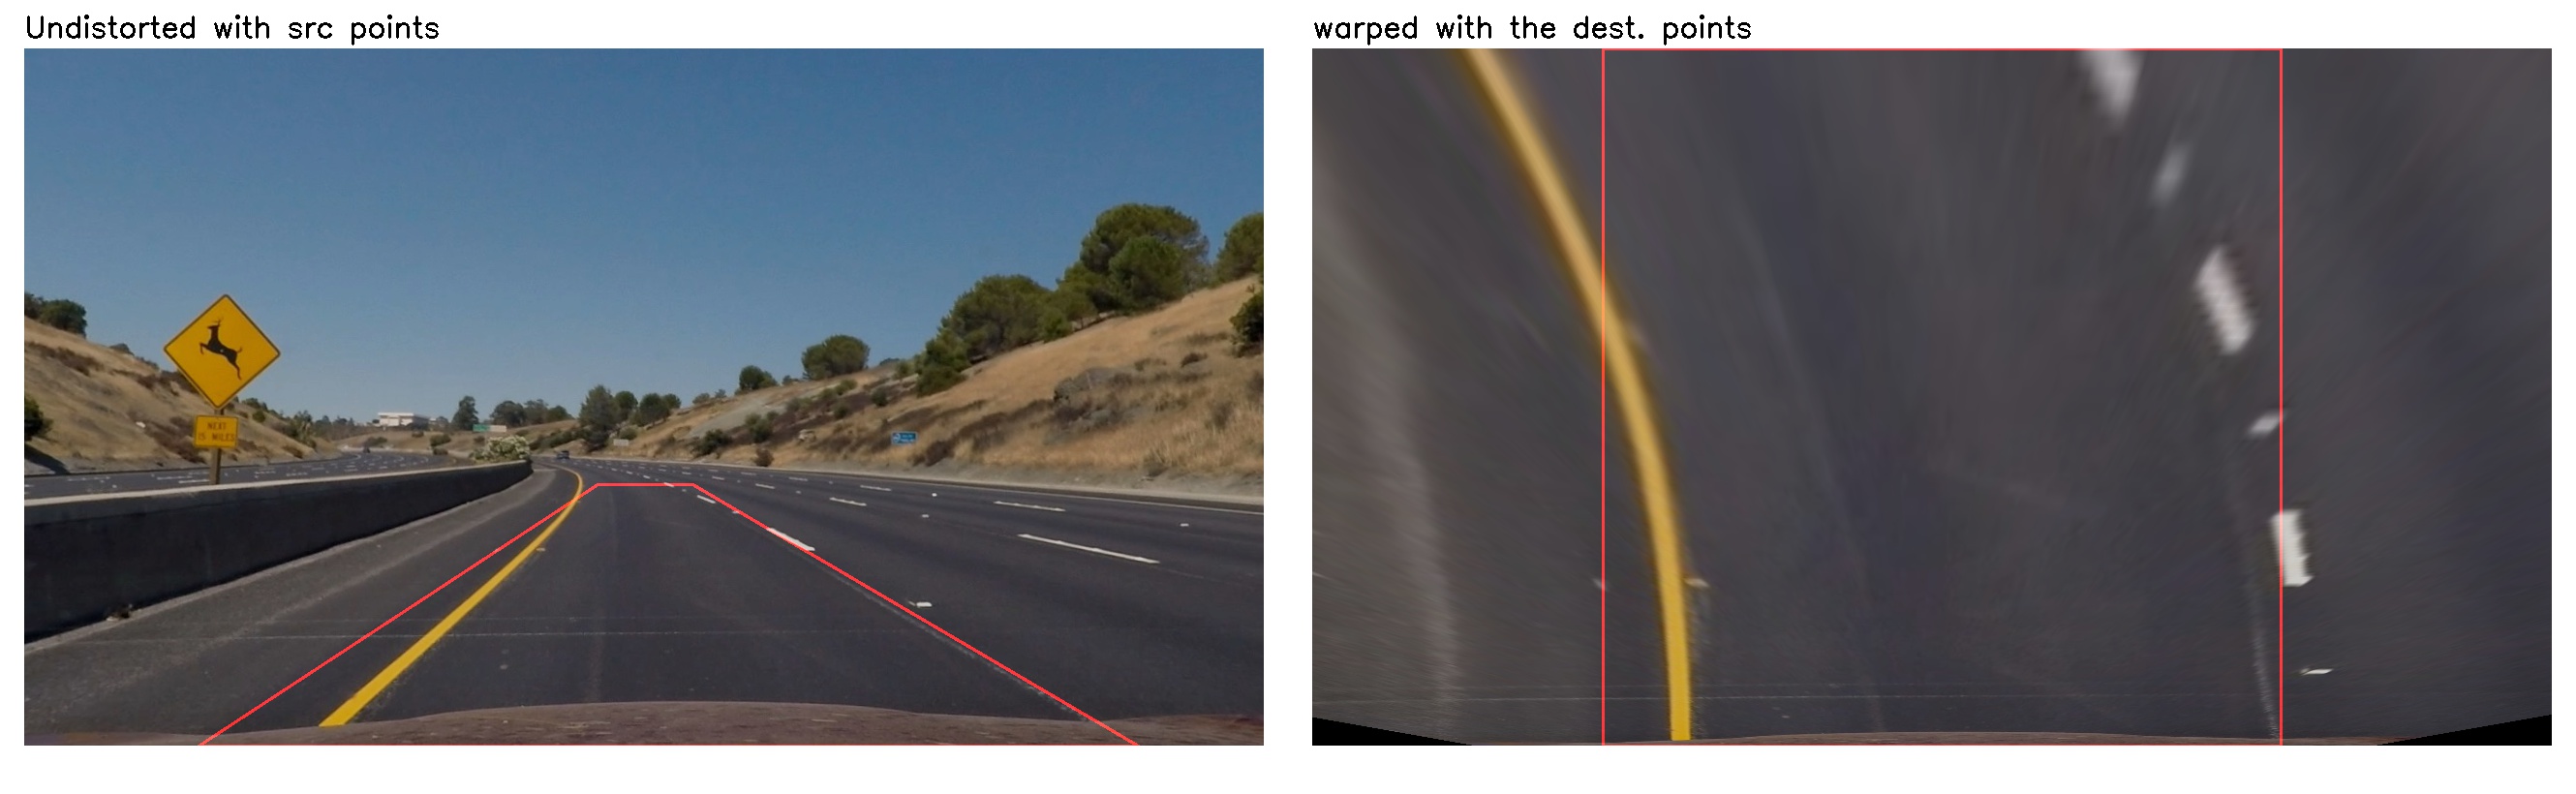 Undistorted with src points
warped with the dest. points
NEXT
15 MILES